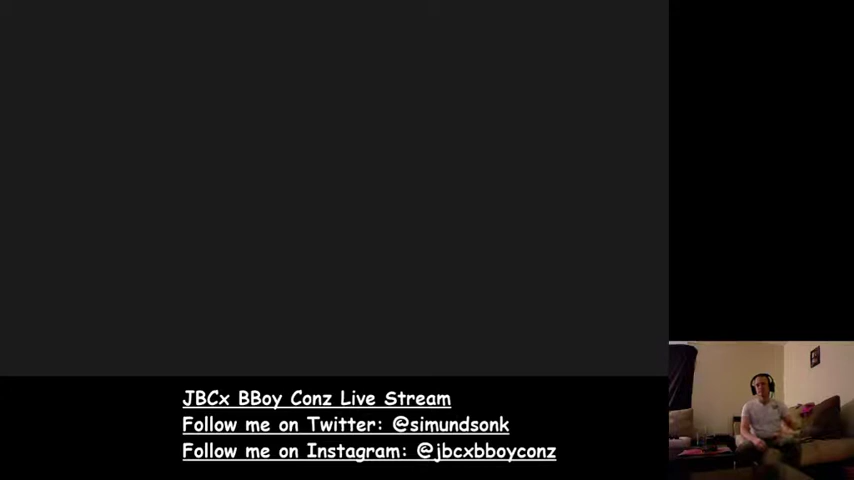 JBCx BBoy Conz Live Stream
Follow me on Twitter: @simundsonk
Follow me on Instagram: @jbcxbboyconz